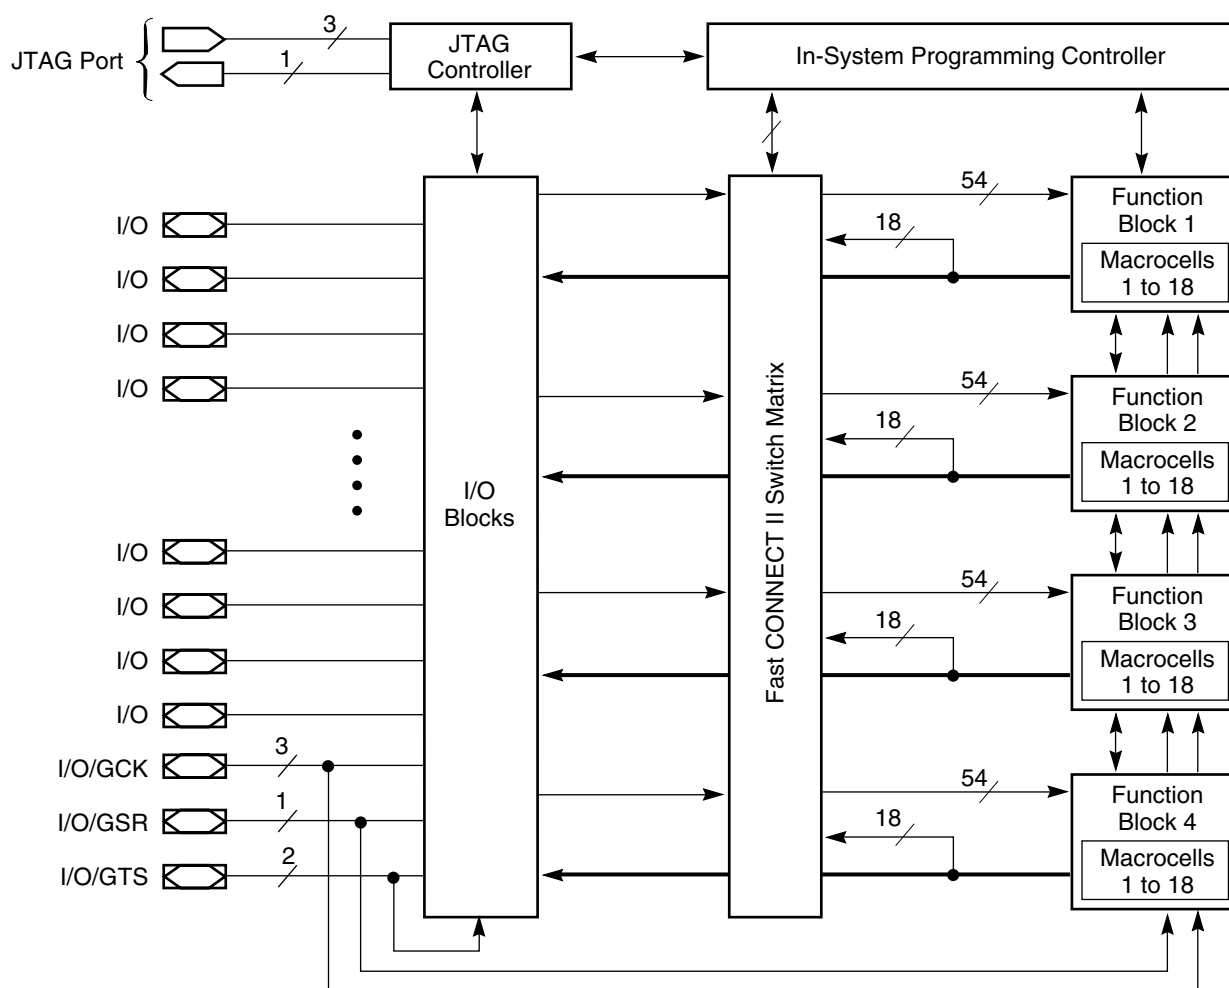 3
JTAG Port
1
JTAG
Controller
In-System Programming Controller
54
18
Function
Block 1
Macrocells
1 to 18
I/O
I/O
I/O
I/O
54
18
Function
Block 2
Macrocells
1 to 18
I/O
Blocks
Fast CONNECT II Switch Matrix
I/O
I/O
I/O
I/O
54
18
Function
Block 3
Macrocells
1 to 18
3
I/O/GCK
1
I/O/GSR
2
I/O/GTS
54
18
Function
Block 4
Macrocells
1 to 18